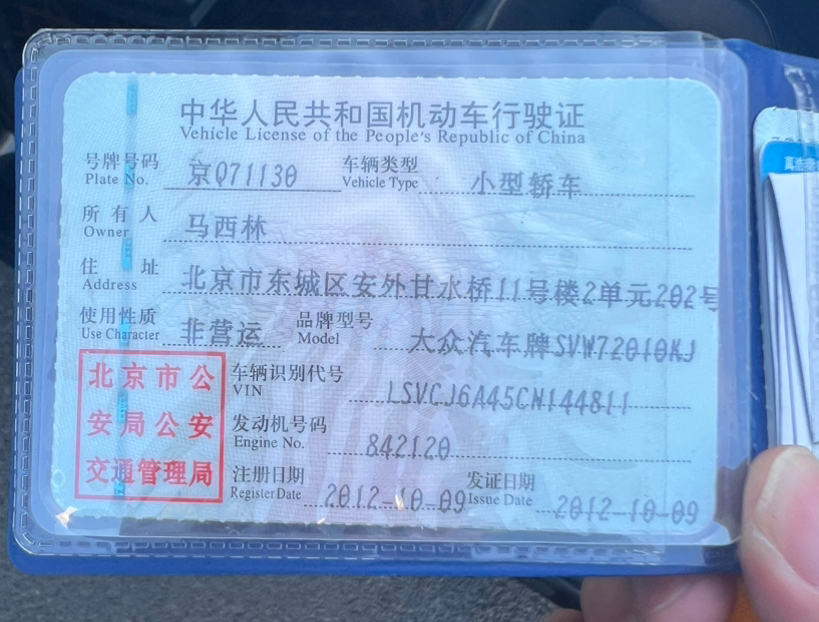 中华人民共和国机动车行驶证
Vehicle License of the People's Republic of China
号牌号码 京Q71130 车辆类型 小型轿车
Plate No. Vehicle Type
所有人 马西林
Owner
住址 北京市东城区安外甘水桥11号楼2单元202号
Address
使用性质 非营运 品牌型号 大众汽车牌SVW72010KJ
Use Character Model
北京市公
安局公安
交通管理局
车辆识别代号 LSVCJ6A45CN144811
VIN
发动机号码 842120
Engine No.
注册日期 2012-10-09 发证日期 2012-10-09
Register Date Issue Date